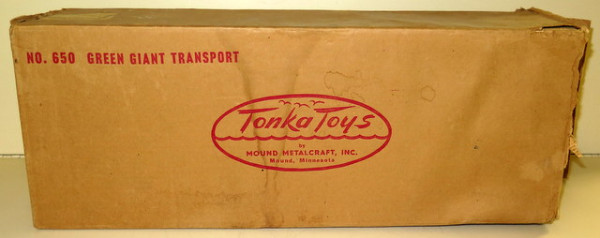 NO. 650 GREEN GIANT TRANSPORT
Tonka Toys
by
MOUND METALCRAFT, INC.
Mound, Minnesota